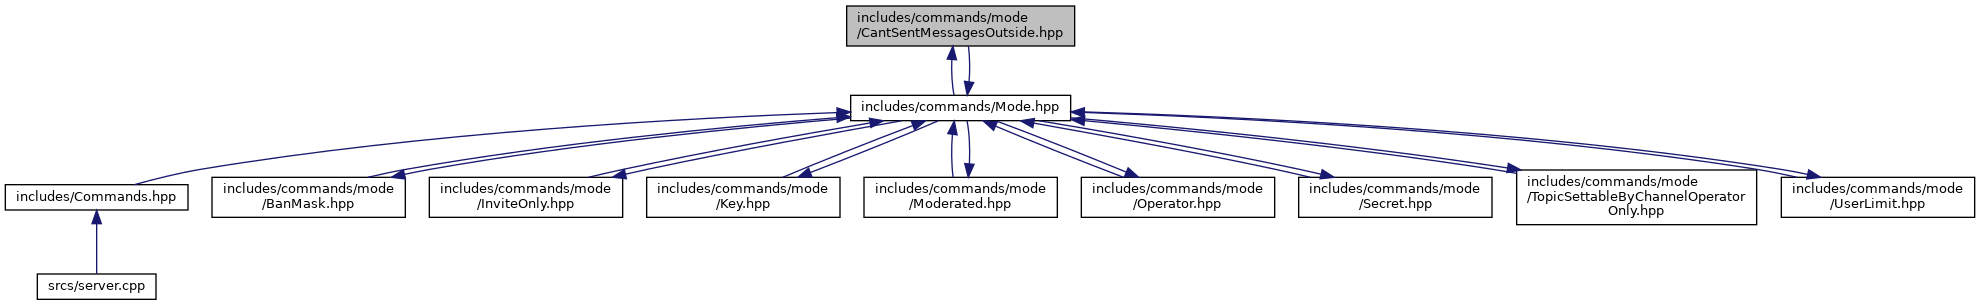 includes/commands/mode
/CantSentMessagesOutside.hpp
includes/commands/Mode.hpp
includes/Commands.hpp
includes/commands/mode
/BanMask.hpp
includes/commands/mode
/InviteOnly.hpp
includes/commands/mode
/Key.hpp
includes/commands/mode
/Moderated.hpp
includes/commands/mode
/Operator.hpp
includes/commands/mode
/Secret.hpp
includes/commands/mode
/TopicSettableByChannelOperator
Only.hpp
includes/commands/mode
/UserLimit.hpp
srcs/server.cpp